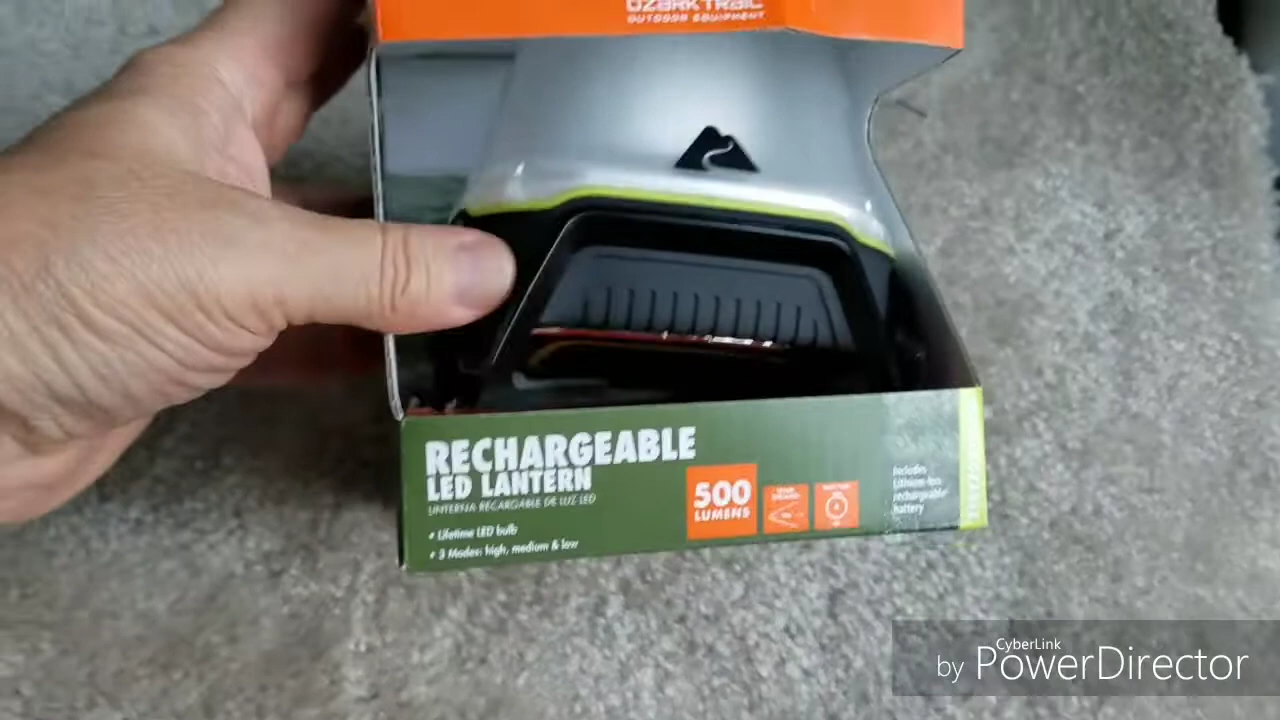 OZARK TRAIL
OUTDOOR EQUIPMENT
RECHARGEABLE
LED LANTERN
LINTERNA RECARGABLE DE LUZ LED
• Lifetime LED bulb
• 3 Modes: high, medium & low
500
LUMENS
Includes
Lithium-Ion
rechargeable
battery
CyberLink
by PowerDirector